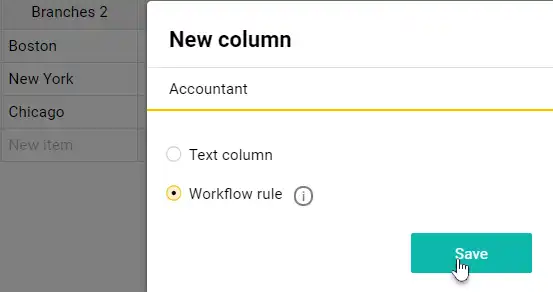 Branches 2
Boston
New York
Chicago
New item
New column
Accountant
Text column
Workflow rule
Save